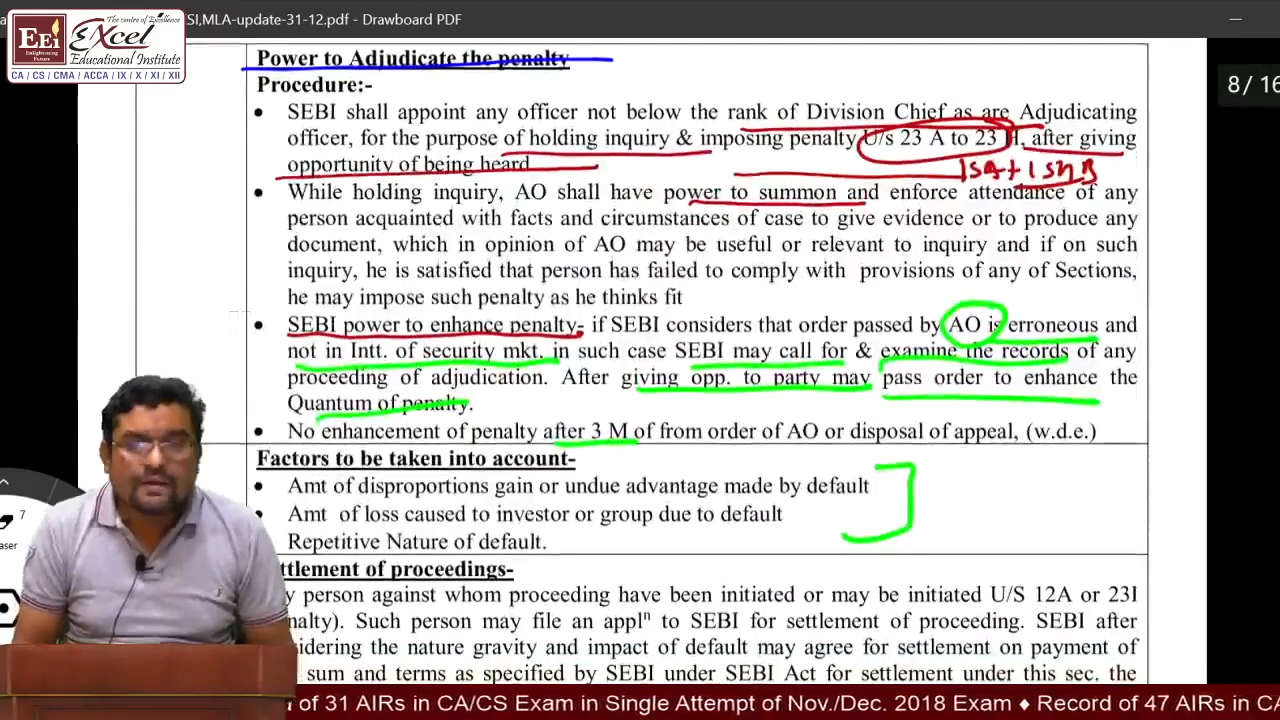 SI,MLA-update-31-12.pdf - Drawboard PDF
The centre of Excellence
EEi
Enlightening Future
EXcel
Educational Institute
CA / CS / CMA / ACCA / IX / X / XI / XII
8 / 16
Power to Adjudicate the penalty
Procedure:-
• SEBI shall appoint any officer not below the rank of Division Chief as are Adjudicating
officer, for the purpose of holding inquiry & imposing penalty U/s 23 A to 23 H, after giving
opportunity of being heard
• While holding inquiry, AO shall have power to summon and enforce attendance of any
person acquainted with facts and circumstances of case to give evidence or to produce any
document, which in opinion of AO may be useful or relevant to inquiry and if on such
inquiry, he is satisfied that person has failed to comply with provisions of any of Sections,
he may impose such penalty as he thinks fit
• SEBI power to enhance penalty- if SEBI considers that order passed by AO is erroneous and
not in Intt. of security mkt. in such case SEBI may call for & examine the records of any
proceeding of adjudication. After giving opp. to party may pass order to enhance the
Quantum of penalty.
• No enhancement of penalty after 3 M of from order of AO or disposal of appeal, (w.d.e.)
Factors to be taken into account-
• Amt of disproportions gain or undue advantage made by default
• Amt of loss caused to investor or group due to default
Repetitive Nature of default.
ttlement of proceedings-
y person against whom proceeding have been initiated or may be initiated U/S 12A or 23I
nalty). Such person may file an applⁿ to SEBI for settlement of proceeding. SEBI after
sidering the nature gravity and impact of default may agree for settlement on payment of
sum and terms as specified by SEBI under SEBI Act for settlement under this sec. the
7
aser
of 31 AIRs in CA/CS Exam in Single Attempt of Nov./Dec. 2018 Exam ◆ Record of 47 AIRs in CA